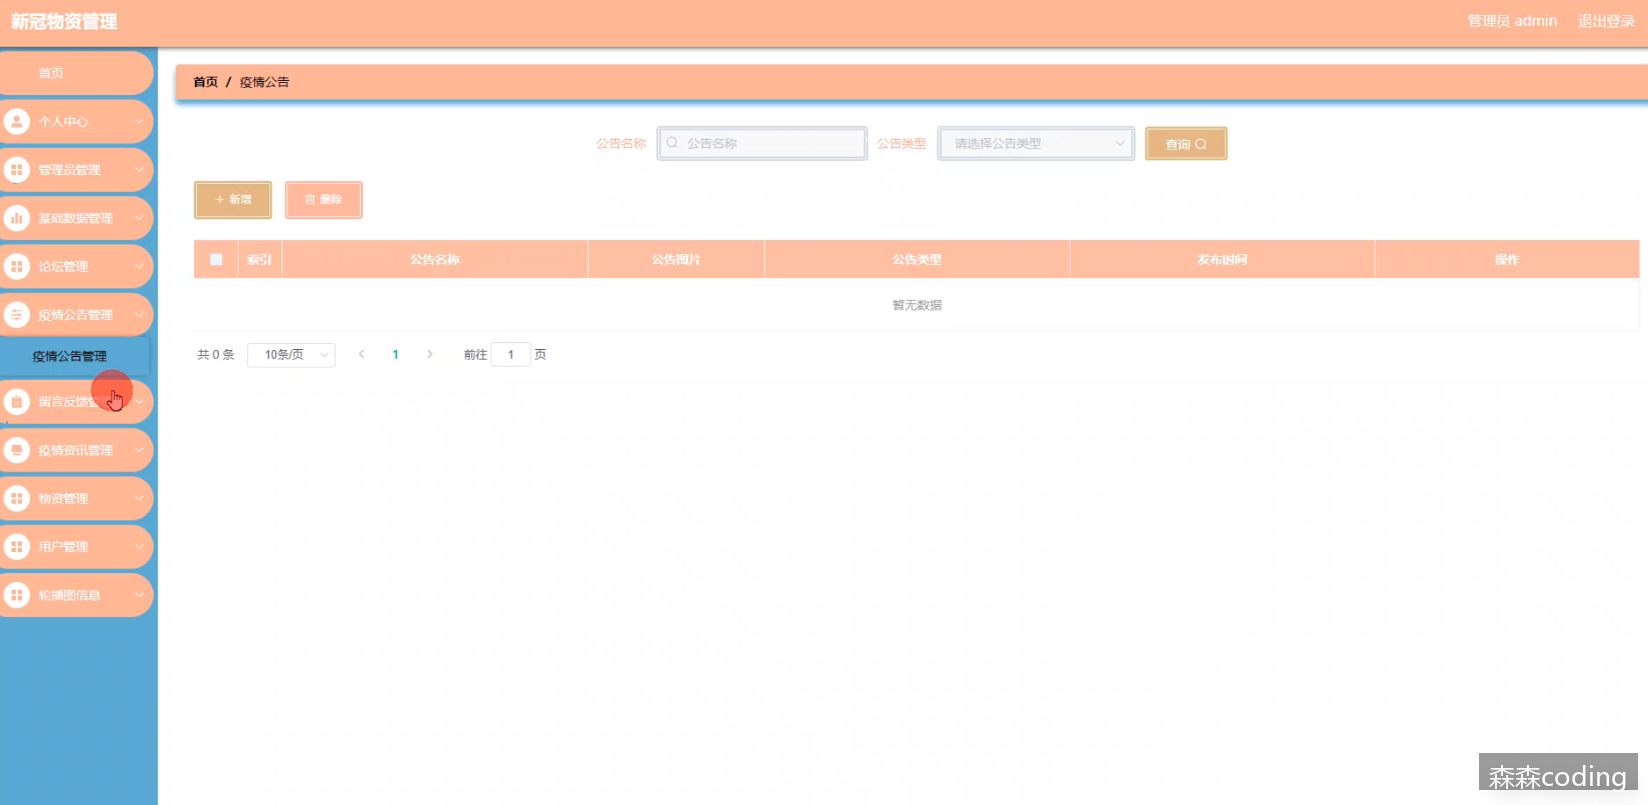 新冠物资管理
管理员 admin
退出登录
首页
个人中心
管理员管理
基础数据管理
论坛管理
疫情公告管理
疫情公告管理
留言反馈
疫情资讯管理
物资管理
用户管理
轮播图信息
首页 / 疫情公告
公告名称 公告名称 公告类型 请选择公告类型 查询
+ 新增 删除
索引 公告名称 公告图片 公告类型 发布时间 操作
暂无数据
共 0 条 10条/页 1 前往 1 页
森森coding